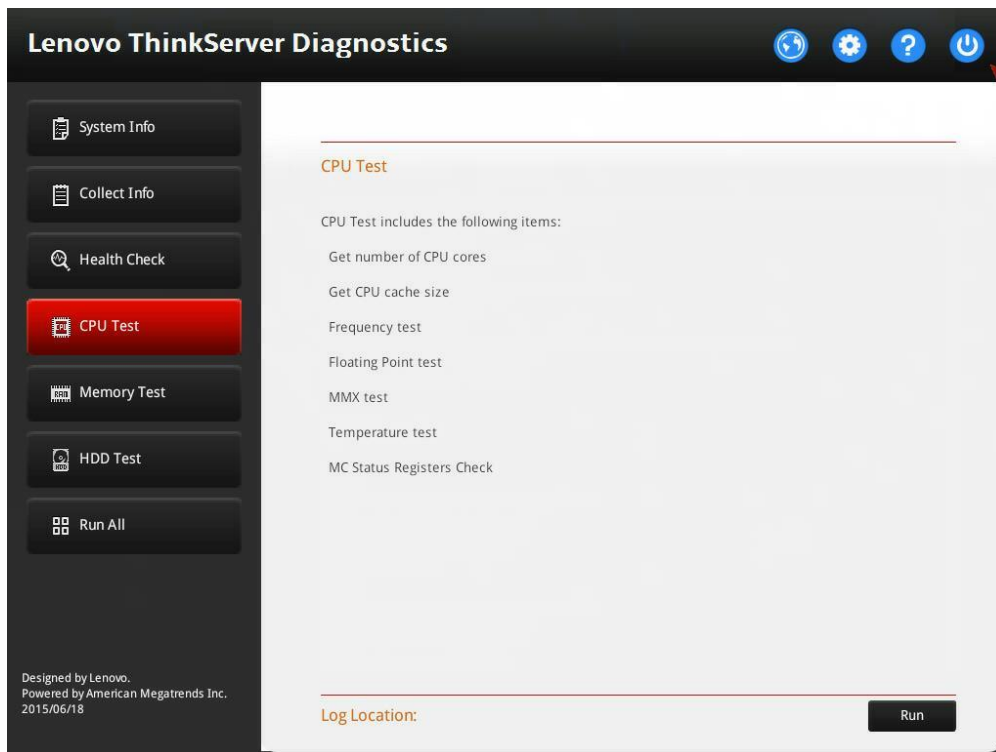 Lenovo ThinkServer Diagnostics
System Info
Collect Info
Health Check
CPU Test
Memory Test
HDD Test
Run All
Designed by Lenovo.
Powered by American Megatrends Inc.
2015/06/18
CPU Test
CPU Test includes the following items:
Get number of CPU cores
Get CPU cache size
Frequency test
Floating Point test
MMX test
Temperature test
MC Status Registers Check
Log Location:
Run